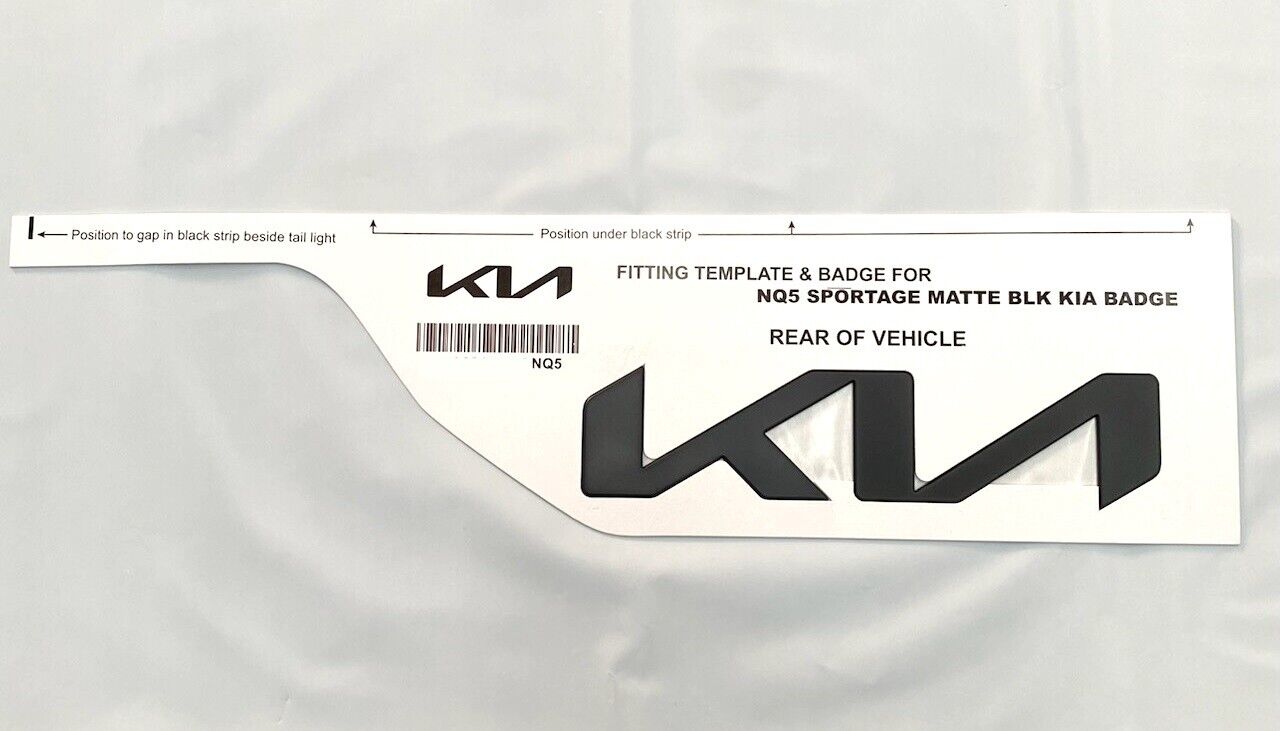 Position to gap in black strip beside tail light
Position under black strip
KIA
FITTING TEMPLATE & BADGE FOR
NQ5 SPORTAGE MATTE BLK KIA BADGE
REAR OF VEHICLE
NQ5
KIA